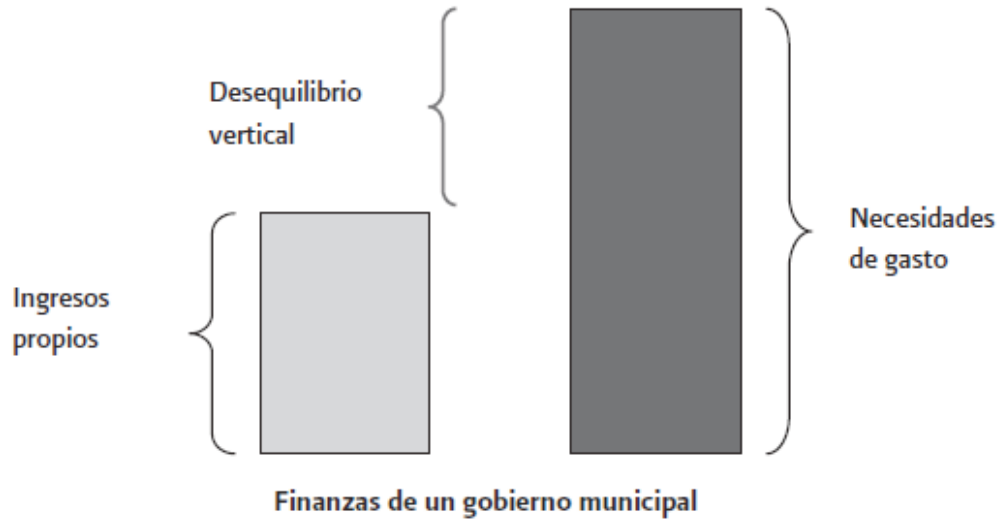 Desequilibrio
vertical
Ingresos
propios
Necesidades
de gasto
Finanzas de un gobierno municipal